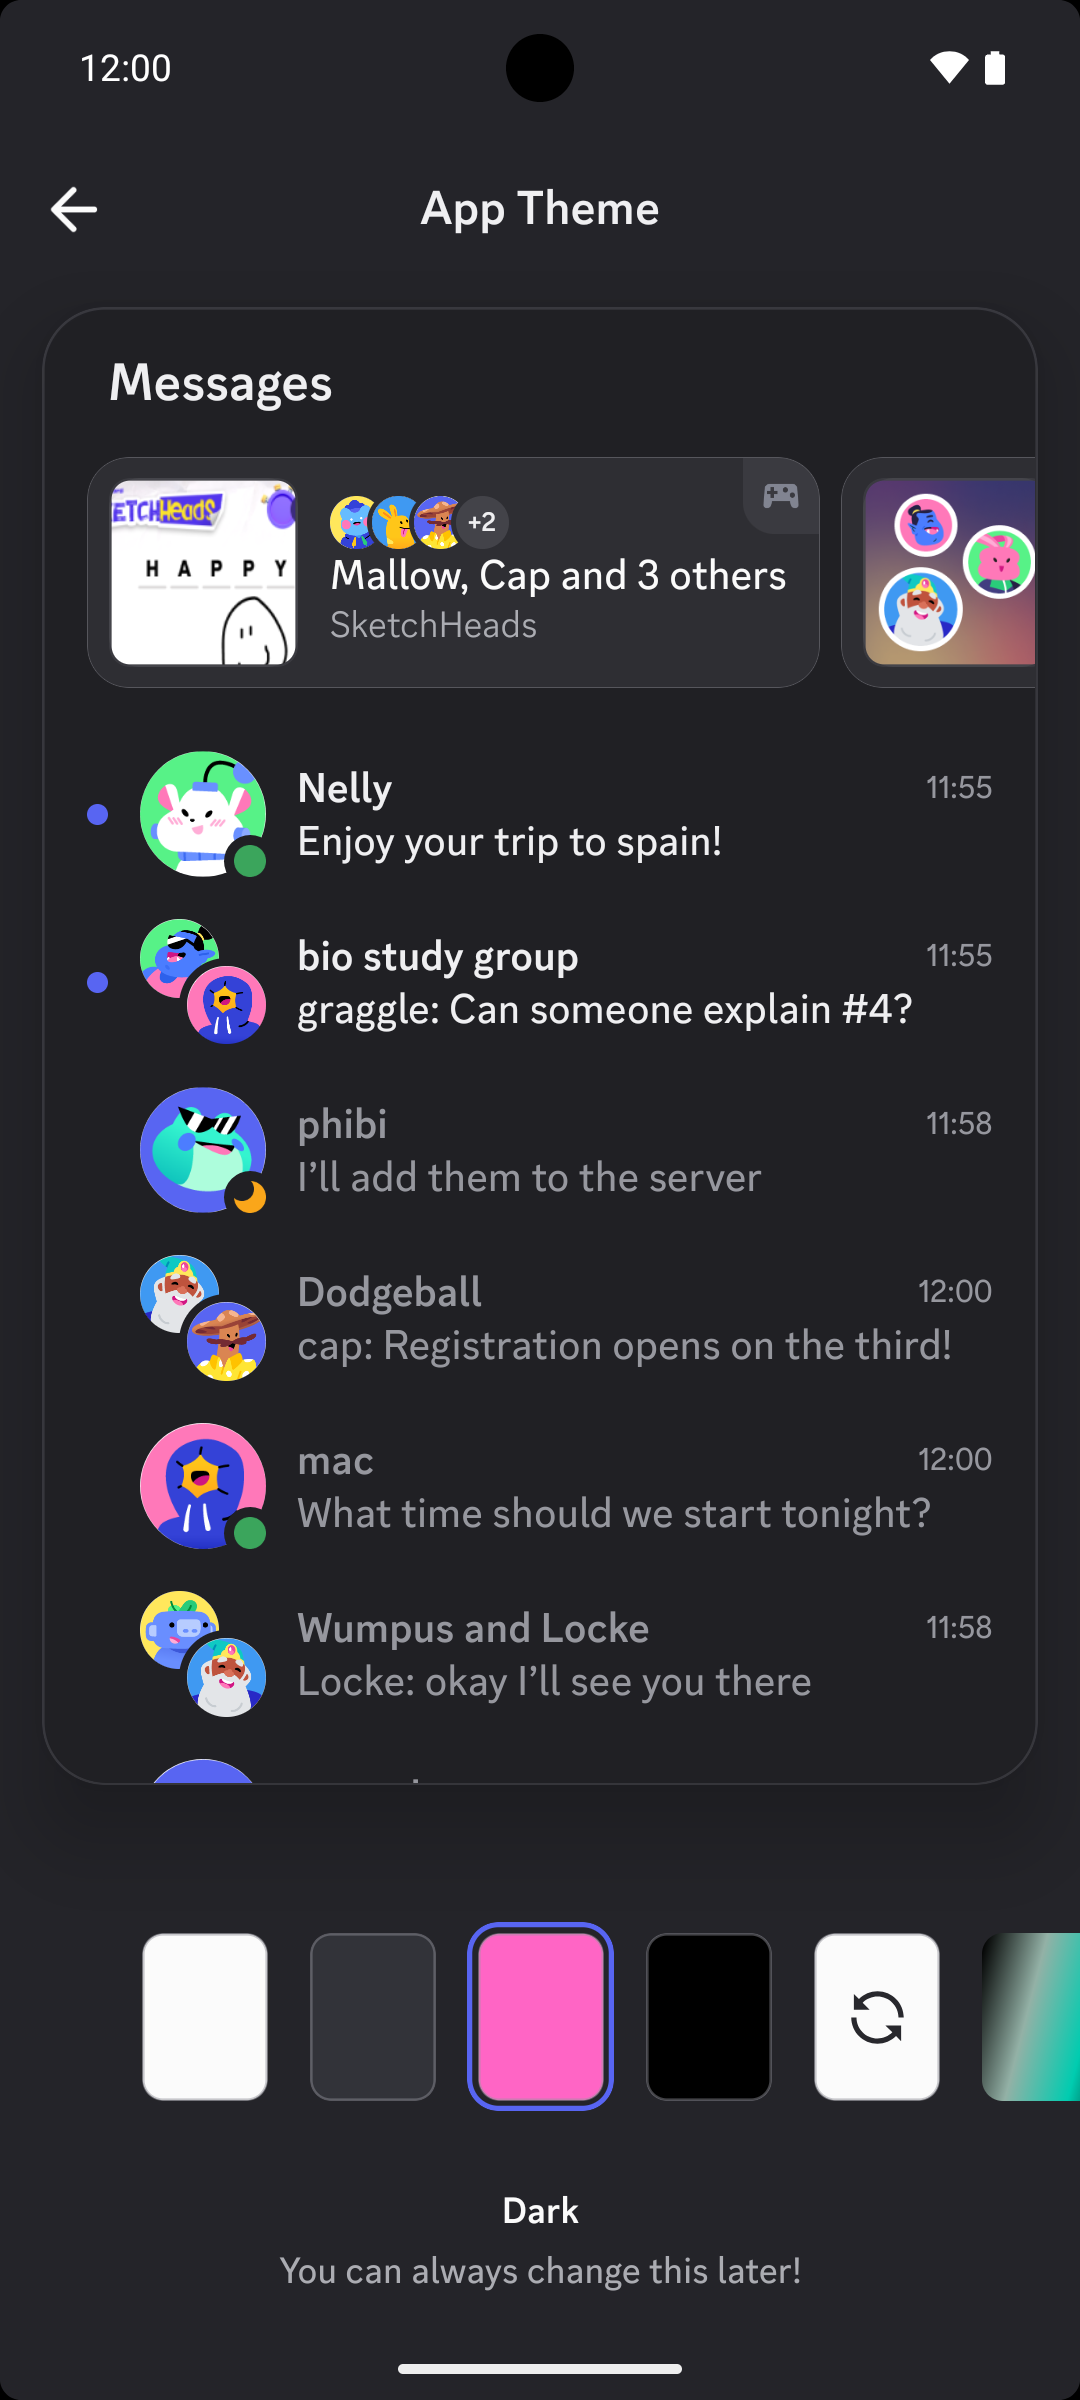 12:00
App Theme
Messages
ETCHHeads
HAPPY
+2
Mallow, Cap and 3 others
SketchHeads
Nelly
11:55
Enjoy your trip to spain!
bio study group
11:55
graggle: Can someone explain #4?
phibi
11:58
I’ll add them to the server
Dodgeball
12:00
cap: Registration opens on the third!
mac
12:00
What time should we start tonight?
Wumpus and Locke
11:58
Locke: okay I’ll see you there
Dark
You can always change this later!